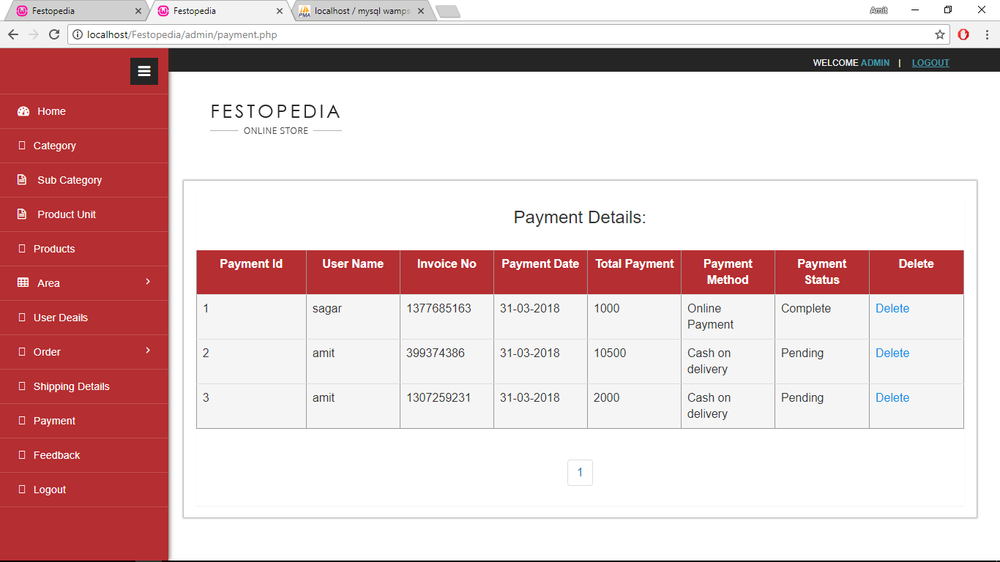 Festopedia
Festopedia
localhost / mysql wamps
Amit
localhost/Festopedia/admin/payment.php
WELCOME ADMIN | LOGOUT
Home
Category
Sub Category
Product Unit
Products
Area
User Deails
Order
Shipping Details
Payment
Feedback
Logout
FESTOPEDIA
ONLINE STORE
Payment Details:
Payment Id User Name Invoice No Payment Date Total Payment Payment Method Payment Status Delete
1 sagar 1377685163 31-03-2018 1000 Online Payment Complete Delete
2 amit 399374386 31-03-2018 10500 Cash on delivery Pending Delete
3 amit 1307259231 31-03-2018 2000 Cash on delivery Pending Delete
1